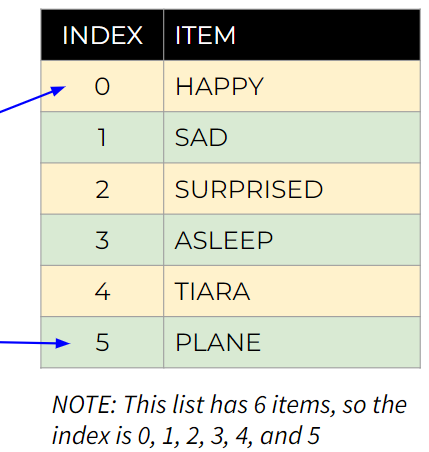 INDEX ITEM
0 HAPPY
1 SAD
2 SURPRISED
3 ASLEEP
4 TIARA
5 PLANE
NOTE: This list has 6 items, so the
index is 0, 1, 2, 3, 4, and 5